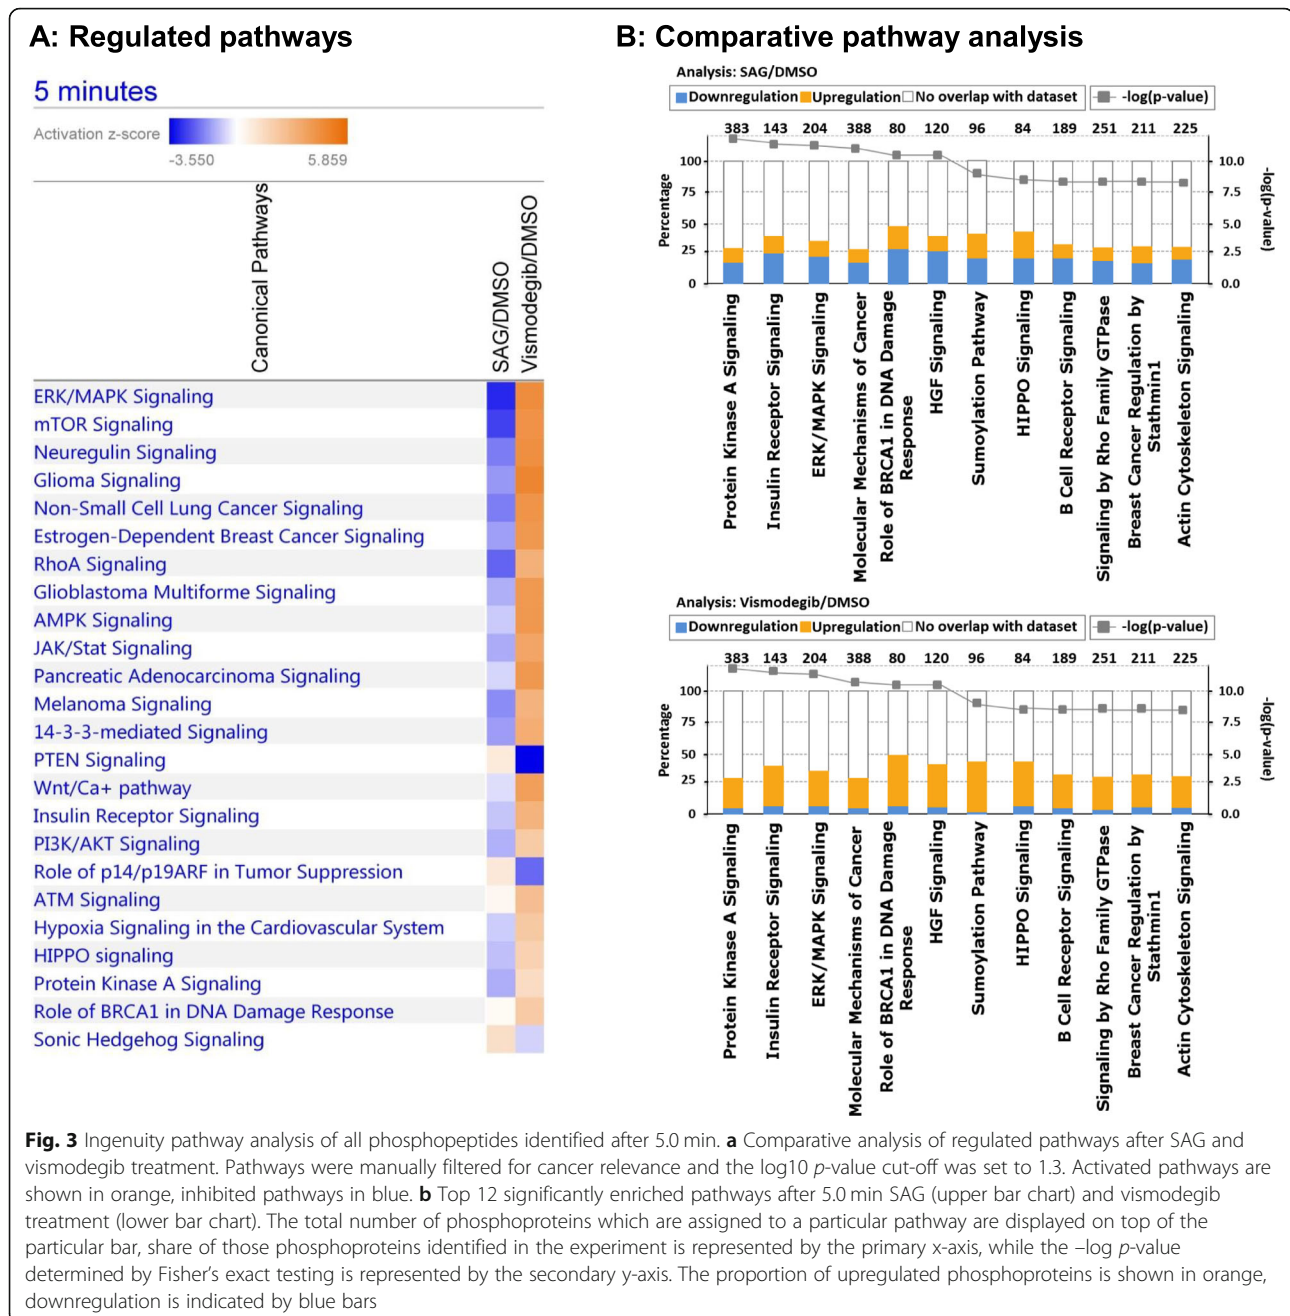 A: Regulated pathways
5 minutes
Activation z-score
-3.550 5.859
Canonical Pathways
SAG/DMSO
Vismodegib/DMSO
ERK/MAPK Signaling
mTOR Signaling
Neuregulin Signaling
Glioma Signaling
Non-Small Cell Lung Cancer Signaling
Estrogen-Dependent Breast Cancer Signaling
RhoA Signaling
Glioblastoma Multiforme Signaling
AMPK Signaling
JAK/Stat Signaling
Pancreatic Adenocarcinoma Signaling
Melanoma Signaling
14-3-3-mediated Signaling
PTEN Signaling
Wnt/Ca+ pathway
Insulin Receptor Signaling
PI3K/AKT Signaling
Role of p14/p19ARF in Tumor Suppression
ATM Signaling
Hypoxia Signaling in the Cardiovascular System
HIPPO signaling
Protein Kinase A Signaling
Role of BRCA1 in DNA Damage Response
Sonic Hedgehog Signaling
B: Comparative pathway analysis
Analysis: SAG/DMSO
Downregulation Upregulation No overlap with dataset -log(p-value)
383 143 204 388 80 120 96 84 189 251 211 225
100
75
50
25
0
Percentage
10.0
7.5
5.0
2.5
0.0
-log(p-value)
Protein Kinase A Signaling
Insulin Receptor Signaling
ERK/MAPK Signaling
Molecular Mechanisms of Cancer
Role of BRCA1 in DNA Damage
Response
HGF Signaling
Sumoylation Pathway
HIPPO Signaling
B Cell Receptor Signaling
Signaling by Rho Family GTPase
Breast Cancer Regulation by
Stathmin1
Actin Cytoskeleton Signaling
Analysis: Vismodegib/DMSO
Downregulation Upregulation No overlap with dataset -log(p-value)
383 143 204 388 80 120 96 84 189 251 211 225
100
75
50
25
0
Percentage
10.0
7.5
5.0
2.5
0.0
-log(p-value)
Protein Kinase A Signaling
Insulin Receptor Signaling
ERK/MAPK Signaling
Molecular Mechanisms of Cancer
Role of BRCA1 in DNA Damage
Response
HGF Signaling
Sumoylation Pathway
HIPPO Signaling
B Cell Receptor Signaling
Signaling by Rho Family GTPase
Breast Cancer Regulation by
Stathmin1
Actin Cytoskeleton Signaling
Fig. 3 Ingenuity pathway analysis of all phosphopeptides identified after 5.0 min. a Comparative analysis of regulated pathways after SAG and
vismodegib treatment. Pathways were manually filtered for cancer relevance and the log10 p-value cut-off was set to 1.3. Activated pathways are
shown in orange, inhibited pathways in blue. b Top 12 significantly enriched pathways after 5.0 min SAG (upper bar chart) and vismodegib
treatment (lower bar chart). The total number of phosphoproteins which are assigned to a particular pathway are displayed on top of the
particular bar, share of those phosphoproteins identified in the experiment is represented by the primary x-axis, while the –log p-value
determined by Fisher's exact testing is represented by the secondary y-axis. The proportion of upregulated phosphoproteins is shown in orange,
downregulation is indicated by blue bars